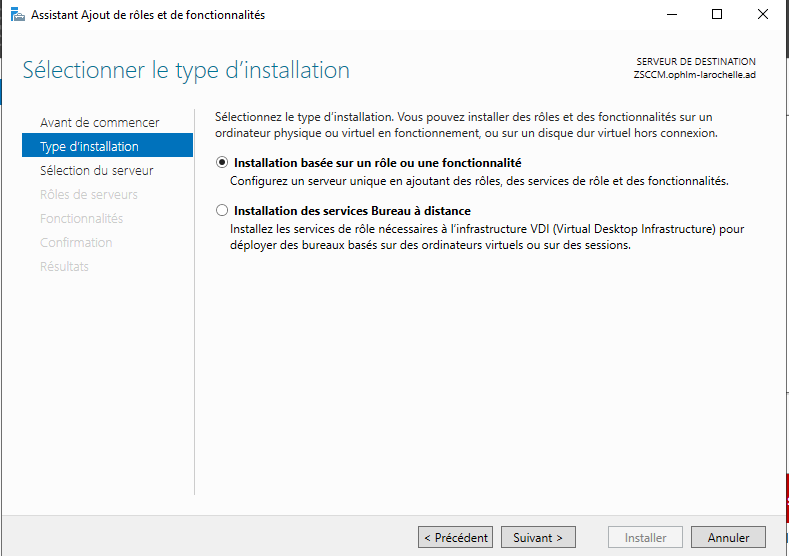 Assistant Ajout de rôles et de fonctionnalités
Sélectionner le type d'installation
SERVEUR DE DESTINATION
ZSCCM.ophlm-larochelle.ad
Avant de commencer
Type d'installation
Sélection du serveur
Rôles de serveurs
Fonctionnalités
Confirmation
Résultats
Sélectionnez le type d'installation. Vous pouvez installer des rôles et des fonctionnalités sur un
ordinateur physique ou virtuel en fonctionnement, ou sur un disque dur virtuel hors connexion.
Installation basée sur un rôle ou une fonctionnalité
Configurez un serveur unique en ajoutant des rôles, des services de rôle et des fonctionnalités.
Installation des services Bureau à distance
Installez les services de rôle nécessaires à l'infrastructure VDI (Virtual Desktop Infrastructure) pour
déployer des bureaux basés sur des ordinateurs virtuels ou sur des sessions.
< Précédent
Suivant >
Installer
Annuler